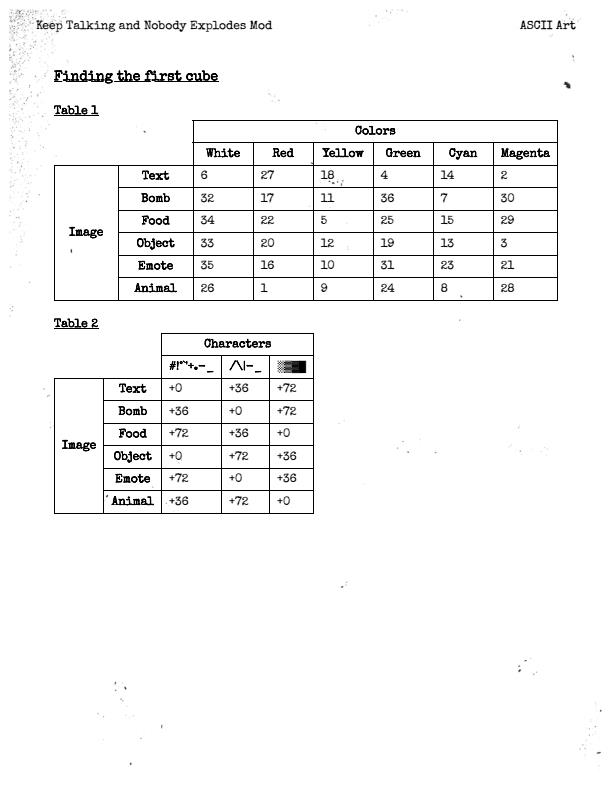 Keep Talking and Nobody Explodes Mod ASCII Art
Finding the first cube
Table 1
Colors
White Red Yellow Green Cyan Magenta
Image
Text 6 27 18 4 14 2
Bomb 32 17 11 36 7 30
Food 34 22 5 25 15 29
Object 33 20 12 19 13 3
Emote 35 16 10 31 23 21
Animal 26 1 9 24 8 28
Table 2
Characters
/\|-_ ░▒▓█
Image
Text +0 +36 +72
Bomb +36 +0 +72
Food +72 +36 +0
Object +0 +72 +36
Emote +72 +0 +36
Animal +36 +72 +0